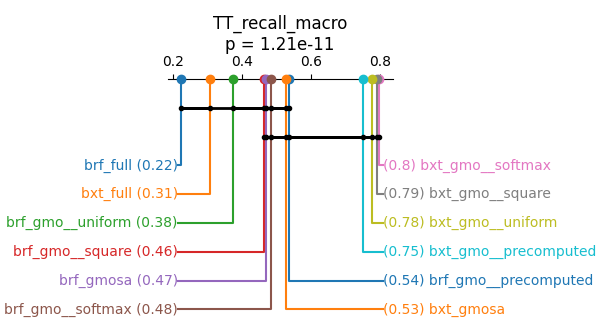 TT_recall_macro
p = 1.21e-11
0.2 0.4 0.6 0.8
brf_full (0.22)
bxt_full (0.31)
brf_gmo__uniform (0.38)
brf_gmo__square (0.46)
brf_gmosa (0.47)
brf_gmo__softmax (0.48)
(0.8) bxt_gmo__softmax
(0.79) bxt_gmo__square
(0.78) bxt_gmo__uniform
(0.75) bxt_gmo__precomputed
(0.54) brf_gmo__precomputed
(0.53) bxt_gmosa